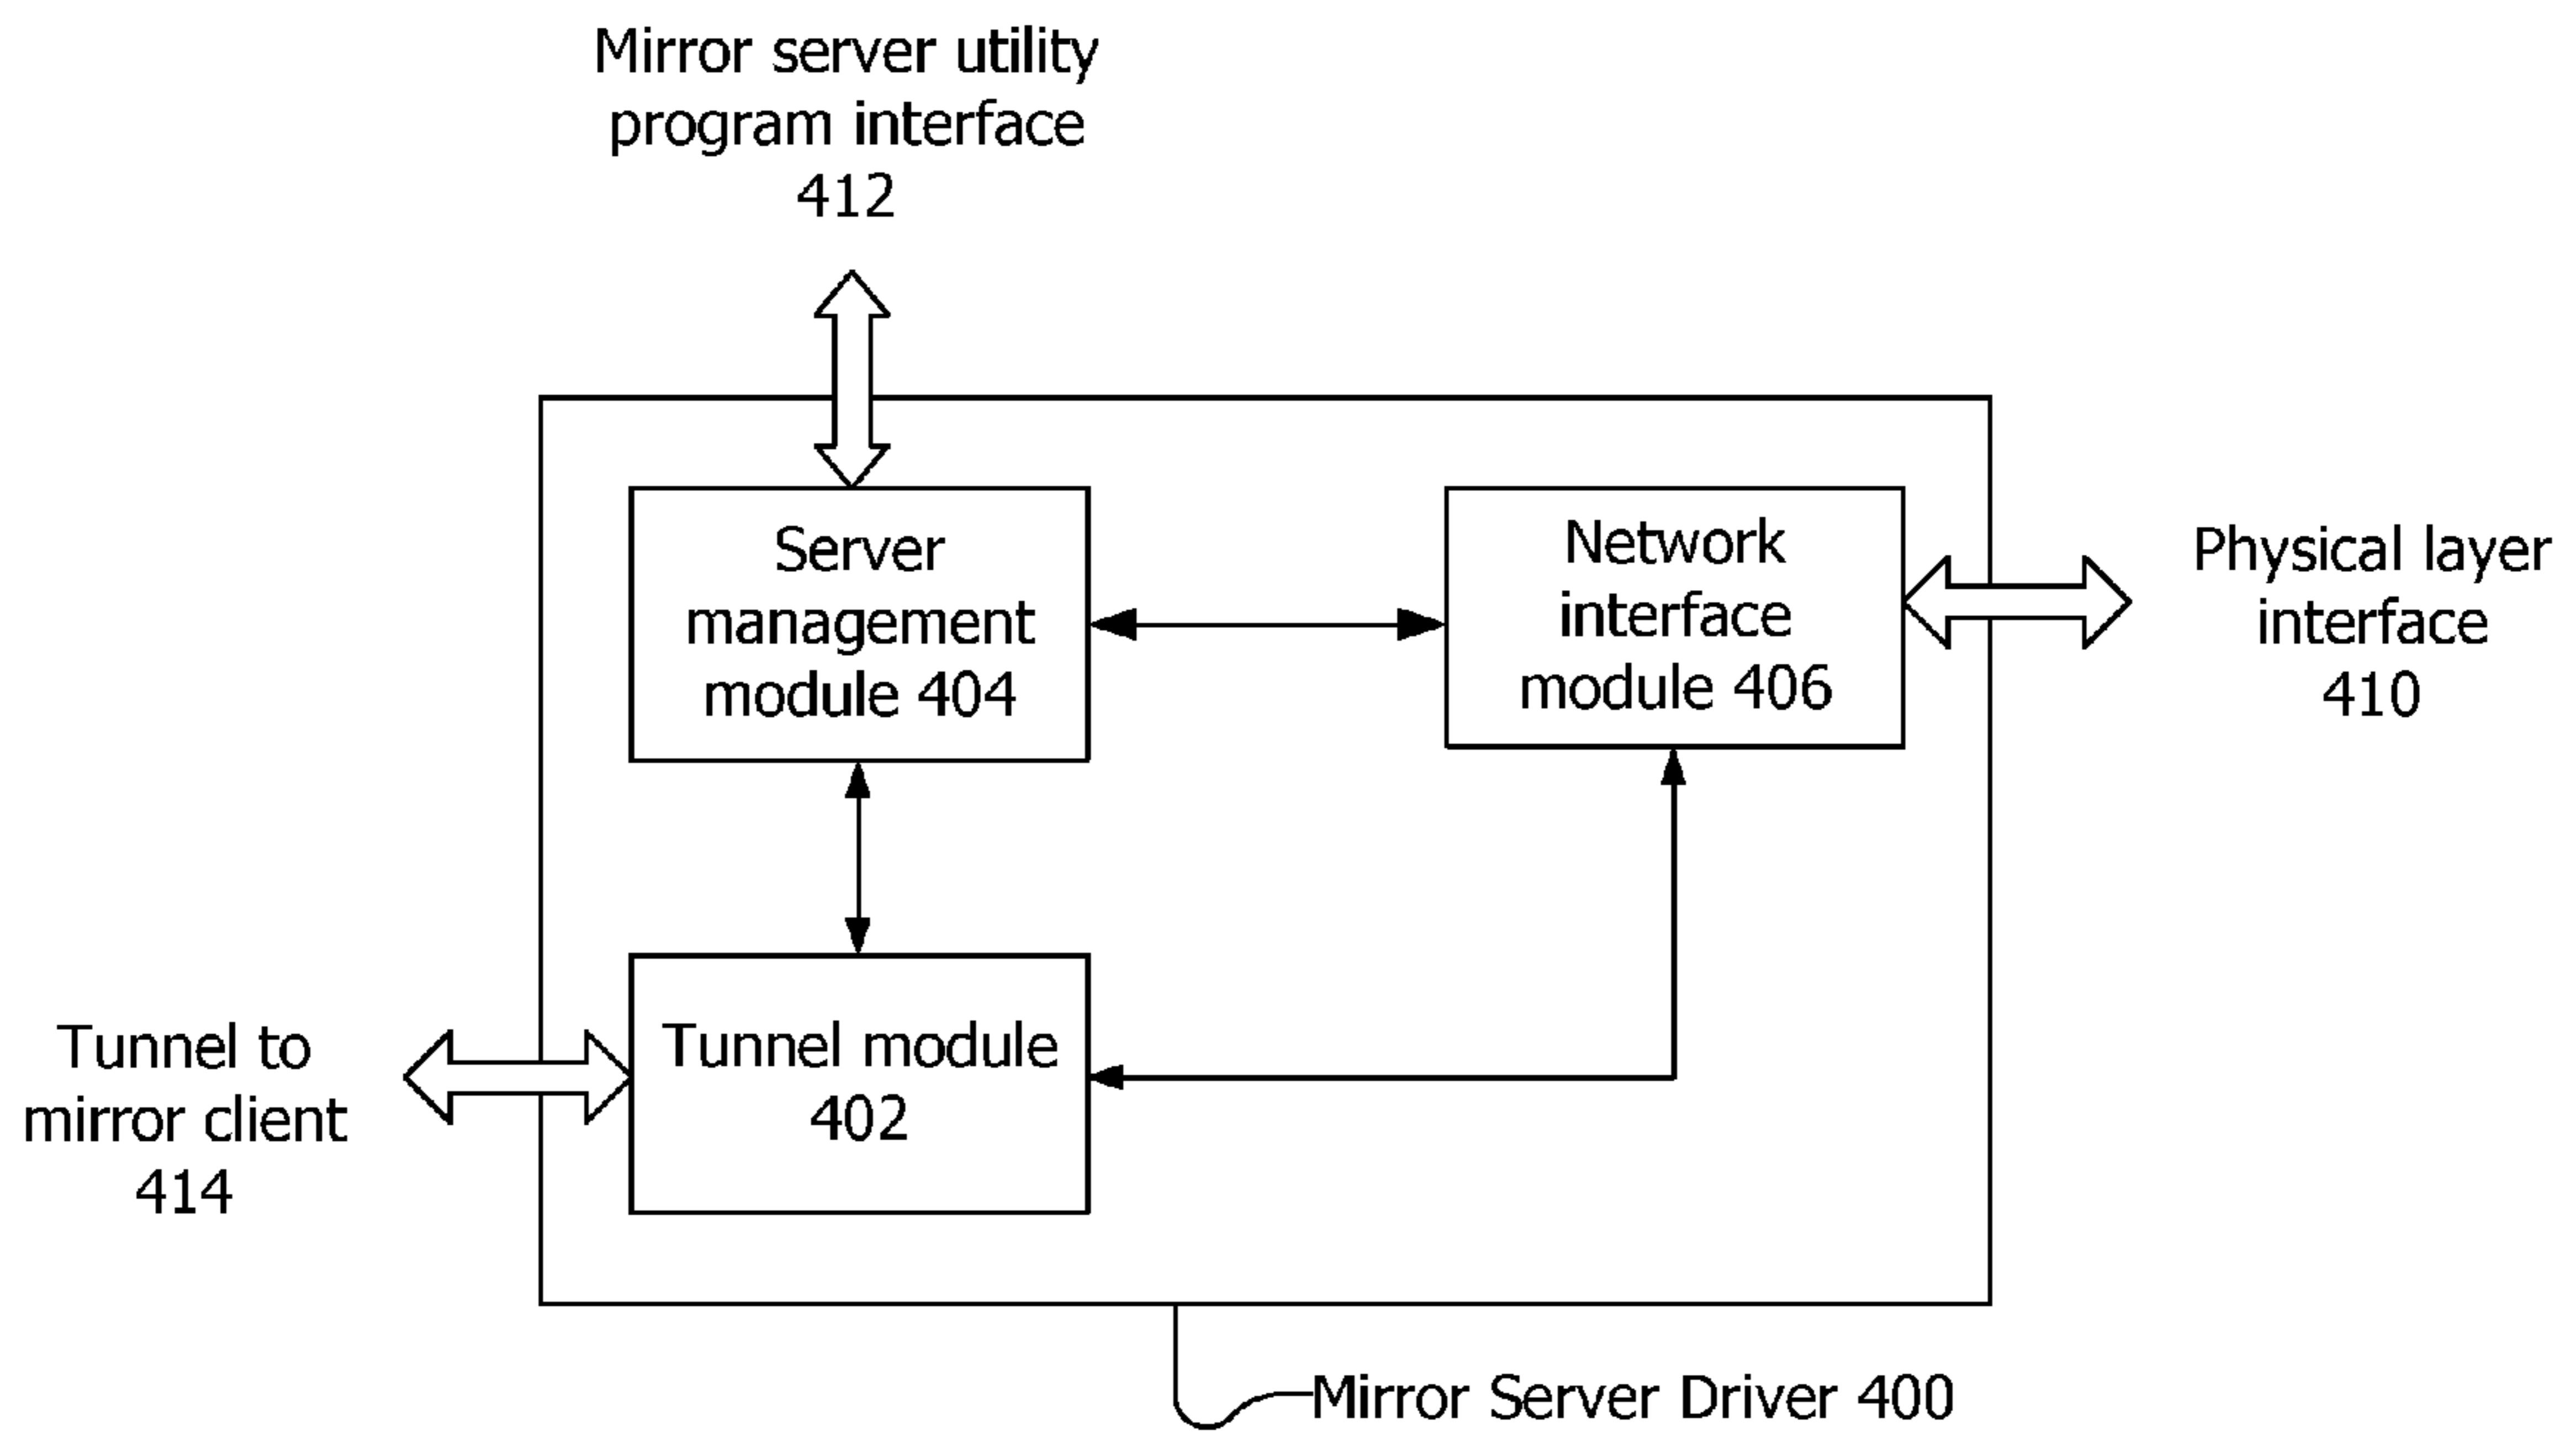 Mirror server utility
program interface
412
Server
management
module 404
Network
interface
module 406
Physical layer
interface
410
Tunnel to
mirror client
414
Tunnel module
402
Mirror Server Driver 400